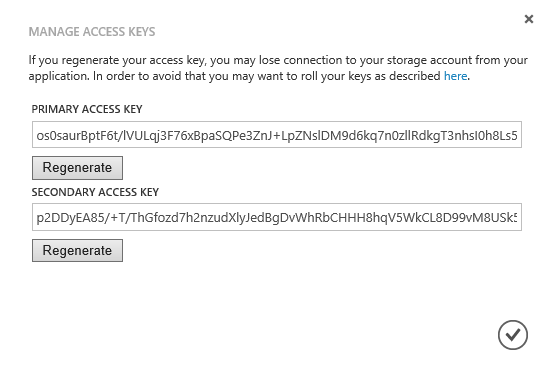 MANAGE ACCESS KEYS
If you regenerate your access key, you may lose connection to your storage account from your
application. In order to avoid that you may want to roll your keys as described here.
PRIMARY ACCESS KEY
os0saurBptF6t/lVULqj3F76xBpaSQPe3ZnJ+LpZNslDM9d6kq7n0zllRdkgT3nhsI0h8Ls5
Regenerate
SECONDARY ACCESS KEY
p2DDyEA85/+T/ThGfozd7h2nzudXlyJedBgDvWhRbCHHH8hqV5WkCL8D99vM8USk5
Regenerate